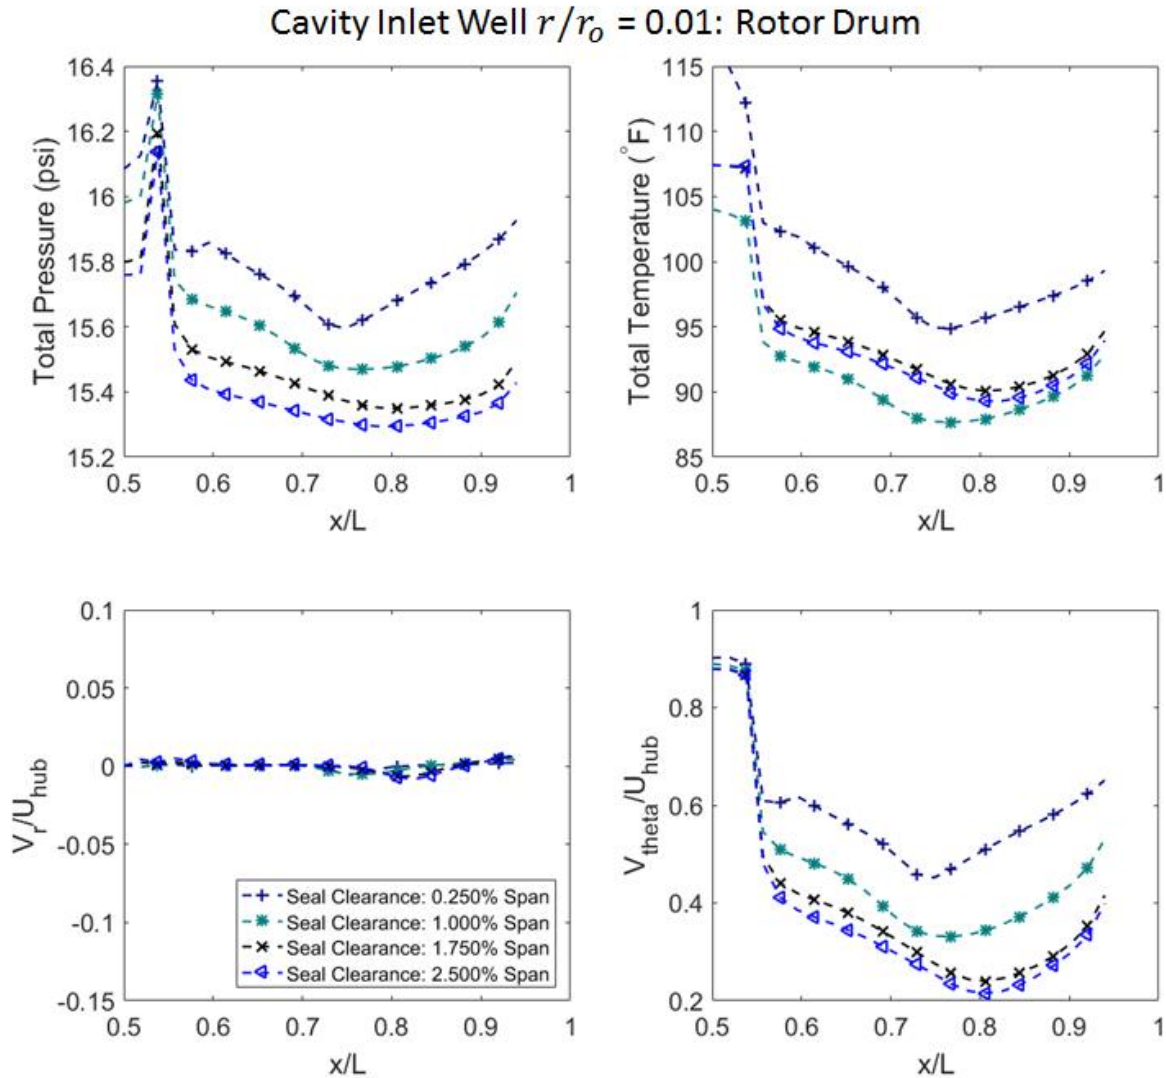 Cavity Inlet Well r/r_o = 0.01: Rotor Drum
16.4
16.2
16
15.8
15.6
15.4
15.2
Total Pressure (psi)
0.5 0.6 0.7 0.8 0.9 1
x/L
115
110
105
100
95
90
85
Total Temperature (°F)
0.5 0.6 0.7 0.8 0.9 1
x/L
0.1
0.05
0
-0.05
-0.1
-0.15
V_r/U_hub
Seal Clearance: 0.250% Span
Seal Clearance: 1.000% Span
Seal Clearance: 1.750% Span
Seal Clearance: 2.500% Span
0.5 0.6 0.7 0.8 0.9 1
x/L
1
0.8
0.6
0.4
0.2
V_theta/U_hub
0.5 0.6 0.7 0.8 0.9 1
x/L